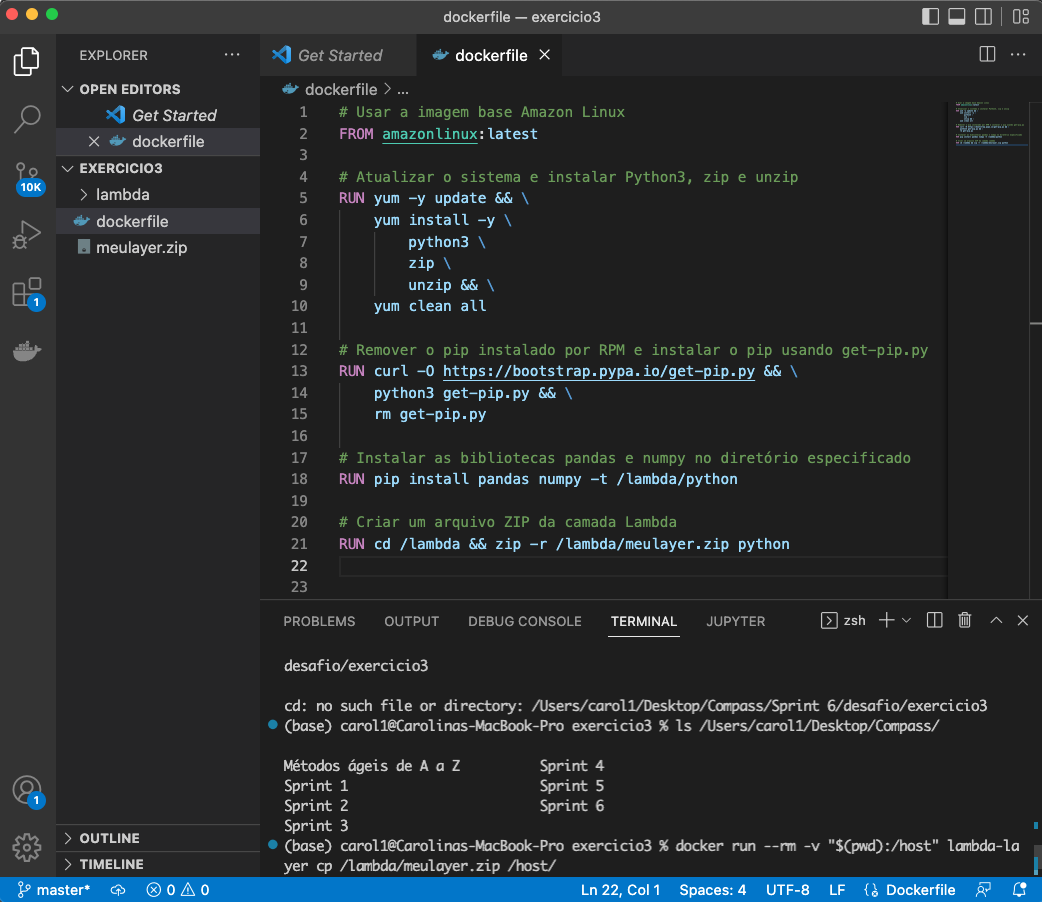 dockerfile — exercicio3
EXPLORER
OPEN EDITORS
Get Started
dockerfile
EXERCICIO3
lambda
dockerfile
meulayer.zip
10K
1
1
OUTLINE
TIMELINE
Get Started
dockerfile
dockerfile > ...
1 # Usar a imagem base Amazon Linux
2 FROM amazonlinux:latest
3
4 # Atualizar o sistema e instalar Python3, zip e unzip
5 RUN yum -y update && \
6 yum install -y \
7 python3 \
8 zip \
9 unzip && \
10 yum clean all
11
12 # Remover o pip instalado por RPM e instalar o pip usando get-pip.py
13 RUN curl -O https://bootstrap.pypa.io/get-pip.py && \
14 python3 get-pip.py && \
15 rm get-pip.py
16
17 # Instalar as bibliotecas pandas e numpy no diretório especificado
18 RUN pip install pandas numpy -t /lambda/python
19
20 # Criar um arquivo ZIP da camada Lambda
21 RUN cd /lambda && zip -r /lambda/meulayer.zip python
22
23
PROBLEMS OUTPUT DEBUG CONSOLE TERMINAL JUPYTER zsh
desafio/exercicio3
cd: no such file or directory: /Users/carol1/Desktop/Compass/Sprint 6/desafio/exercicio3
(base) carol1@Carolinas-MacBook-Pro exercicio3 % ls /Users/carol1/Desktop/Compass/
Métodos ágeis de A a Z Sprint 4
Sprint 1 Sprint 5
Sprint 2 Sprint 6
Sprint 3
(base) carol1@Carolinas-MacBook-Pro exercicio3 % docker run --rm -v "$(pwd):/host" lambda-la
yer cp /lambda/meulayer.zip /host/
master* 0 0 Ln 22, Col 1 Spaces: 4 UTF-8 LF Dockerfile